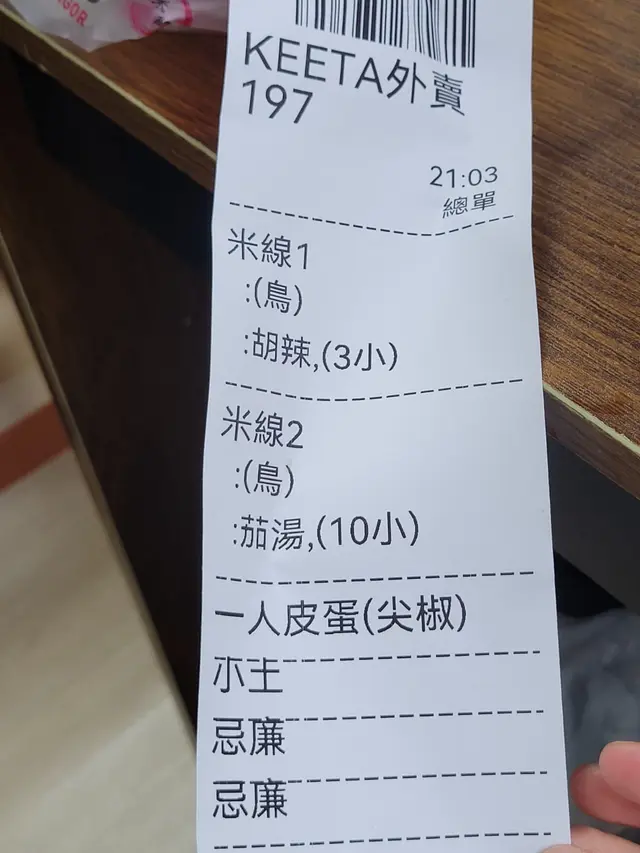 GOR
KEETA外賣
197
21:03
總單
米線1
:(鳥)
:胡辣,(3小)
米線2
:(鳥)
:茄湯,(10小)
一人皮蛋(尖椒)
朩主
忌廉
忌廉